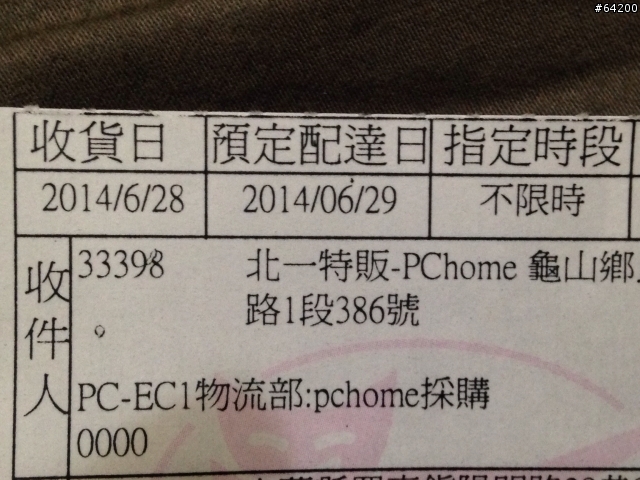 #64200
收貨日 預定配達日 指定時段
2014/6/28 2014/06/29 不限時
收件人
33398 北一特販-PChome 龜山鄉
路1段386號
PC-EC1物流部:pchome採購
0000